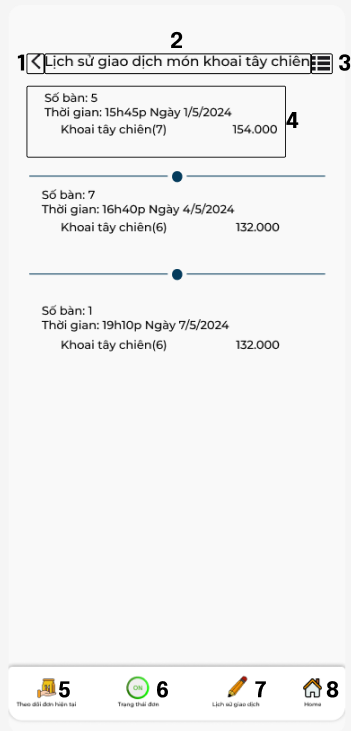 2
1 Lịch sử giao dịch món khoai tây chiên 3
Số bàn: 5
Thời gian: 15h45p Ngày 1/5/2024
Khoai tây chiên(7) 154.000
4
Số bàn: 7
Thời gian: 16h40p Ngày 4/5/2024
Khoai tây chiên(6) 132.000
Số bàn: 1
Thời gian: 19h10p Ngày 7/5/2024
Khoai tây chiên(6) 132.000
5 ON 6 7 8
Theo dõi đơn hiện tại Trạng thái đơn Lịch sử giao dịch Home